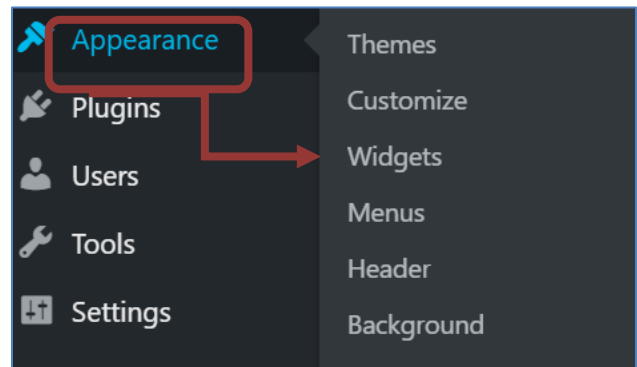 Appearance
Plugins
Users
Tools
Settings
Themes
Customize
Widgets
Menus
Header
Background